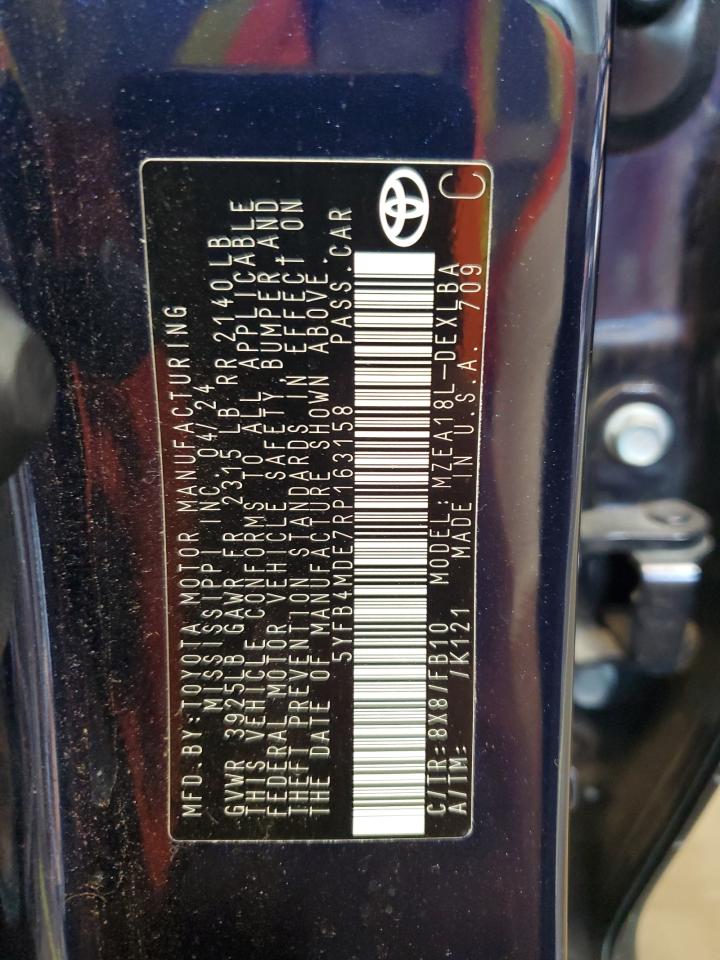 MFD.BY:TOYOTA MOTOR MANUFACTURING
MISSISSIPPI INC 04/24
GVWR 3925LB GAWR FR 2315 LB RR 2140LB
THIS VEHICLE CONFORMS TO ALL APPLICABLE
FEDERAL MOTOR VEHICLE SAFETY BUMPER AND
THEFT PREVENTION STANDARDS IN EFFECT ON
THE DATE OF MANUFACTURE SHOWN ABOVE.
5YFB4MDE7RP163158 PASS.CAR
C/TR:8X8/FB10 MODEL:MZEA18L-DEXLBA
A/TM: /K121 MADE IN U.S.A. 709
C